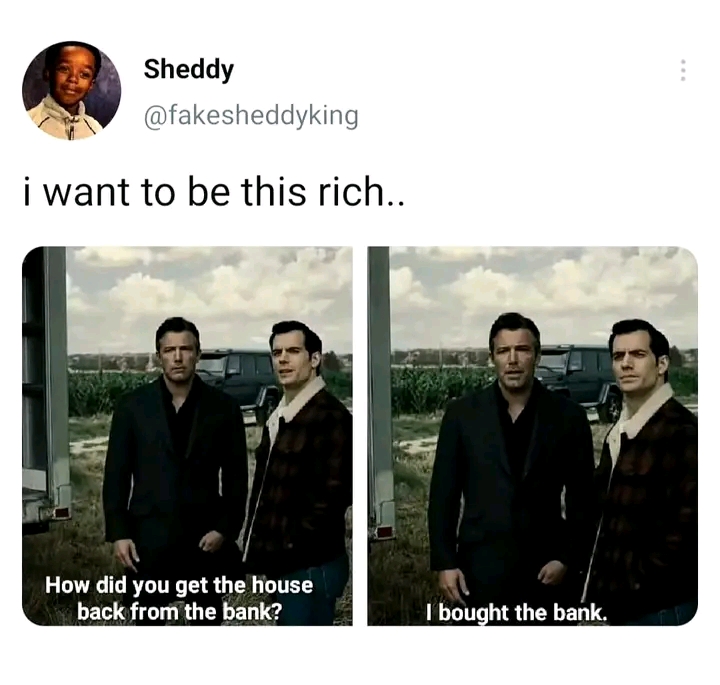 Sheddy
@fakesheddyking
i want to be this rich..
How did you get the house
back from the bank?
I bought the bank.